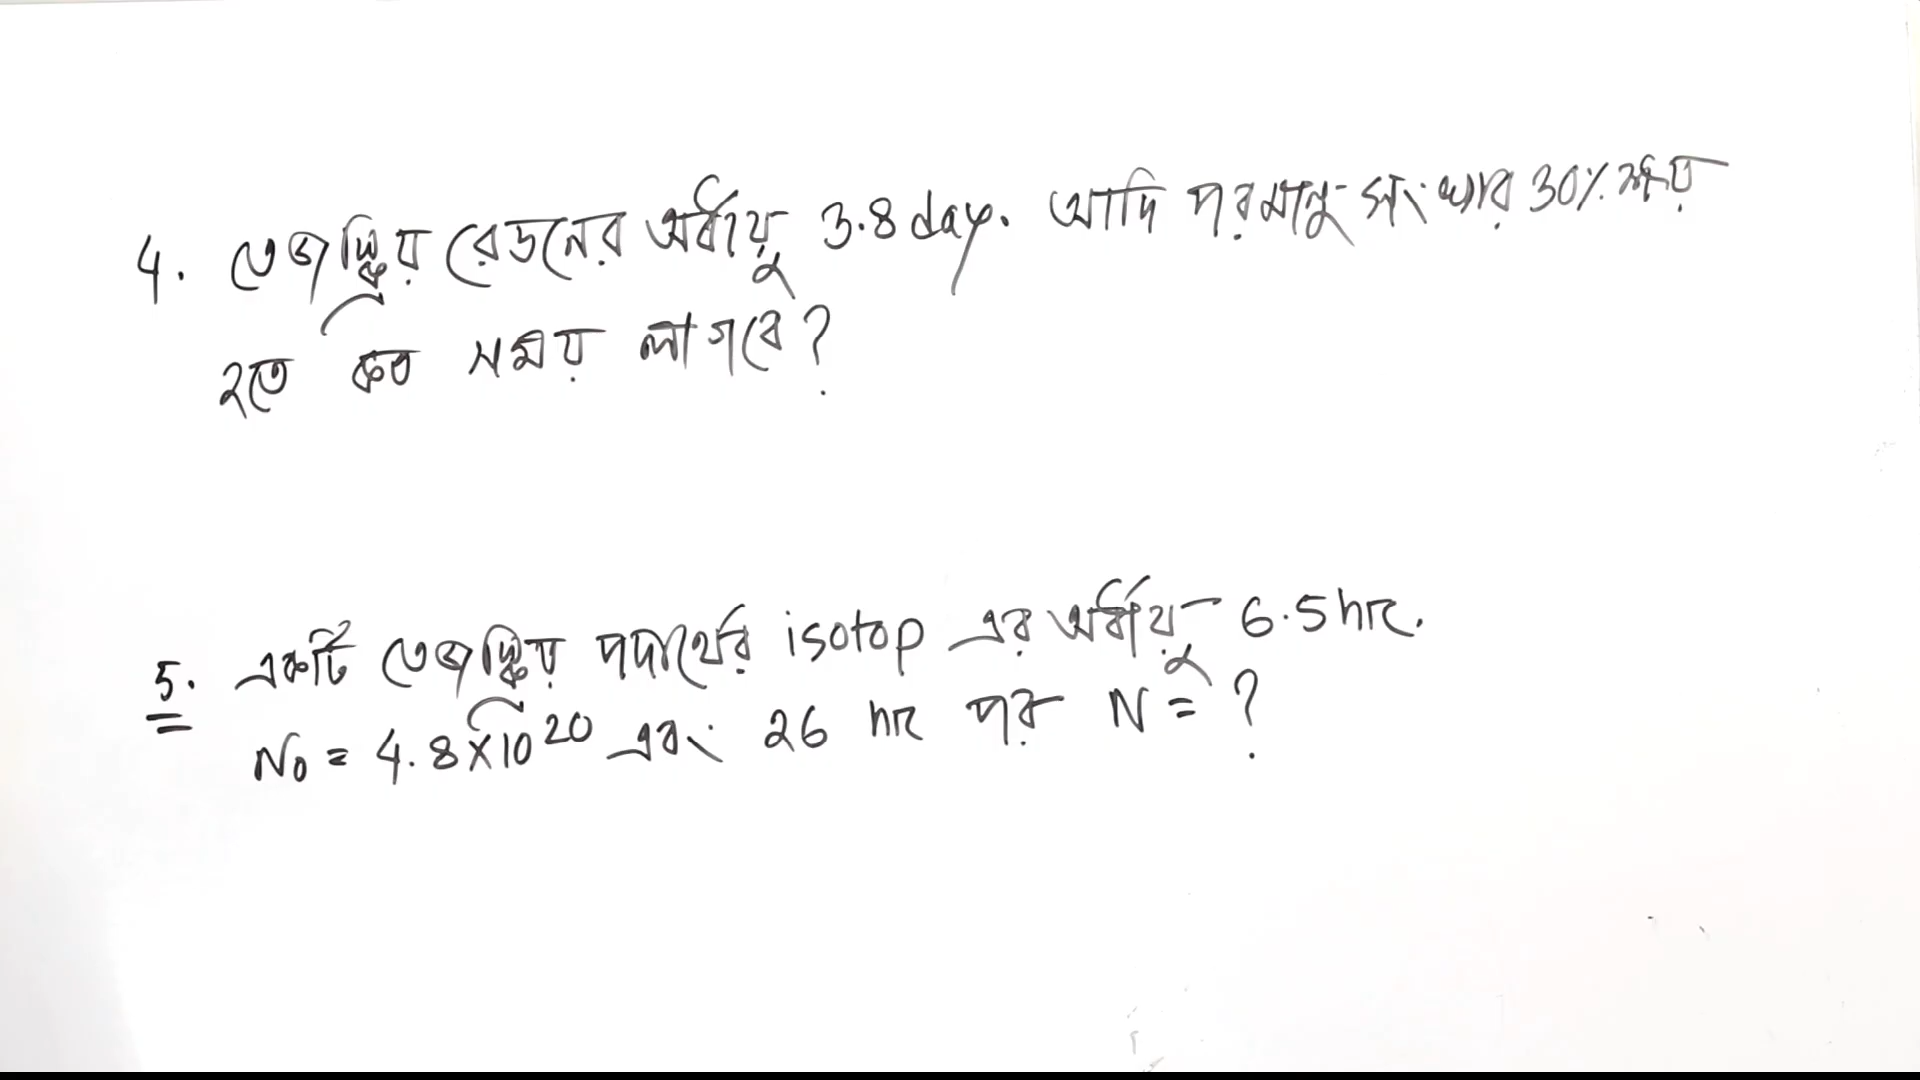 4. তেজস্ক্রিয় রেডনের অর্ধায়ু 3.8 day. আদি পরমানু সংখ্যার 30% ক্ষয়
হতে কত সময় লাগবে?
5. একটি তেজস্ক্রিয় পদার্থের isotop এর অর্ধায়ু 6.5 hr.
N₀ = 4.8×10²⁰ এবং 26 hr পর N = ?